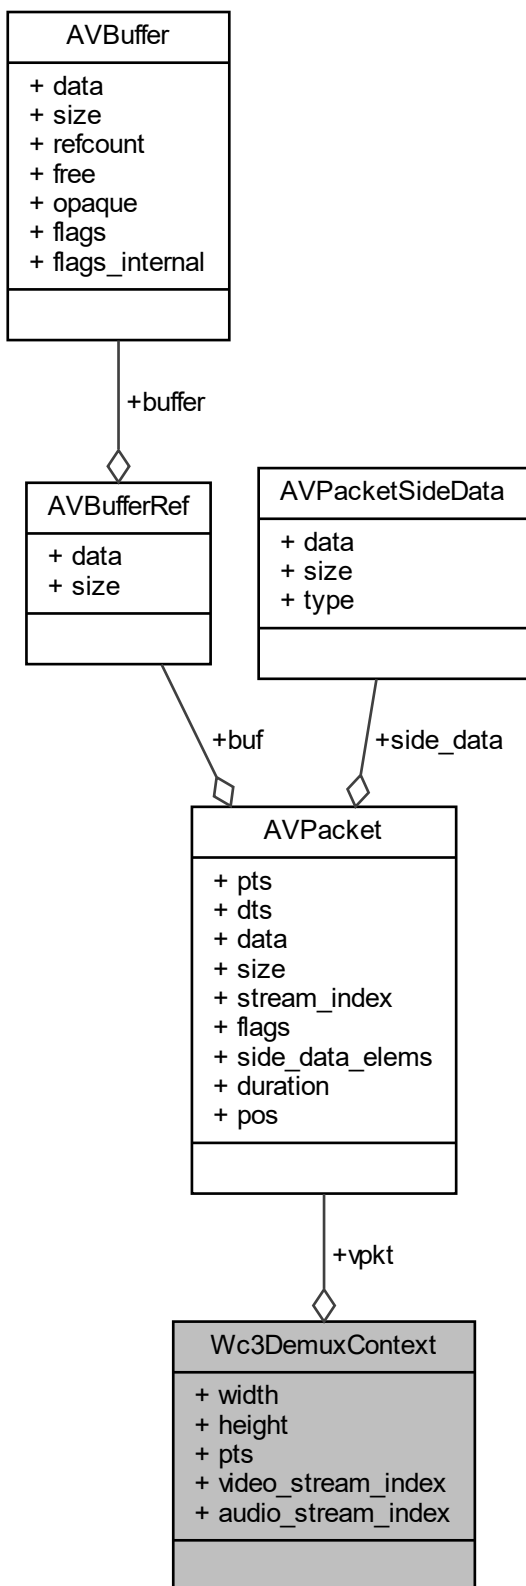 AVBuffer
+ data
+ size
+ refcount
+ free
+ opaque
+ flags
+ flags_internal
+buffer
AVBufferRef
+ data
+ size
AVPacketSideData
+ data
+ size
+ type
+buf
+side_data
AVPacket
+ pts
+ dts
+ data
+ size
+ stream_index
+ flags
+ side_data_elems
+ duration
+ pos
+vpkt
Wc3DemuxContext
+ width
+ height
+ pts
+ video_stream_index
+ audio_stream_index